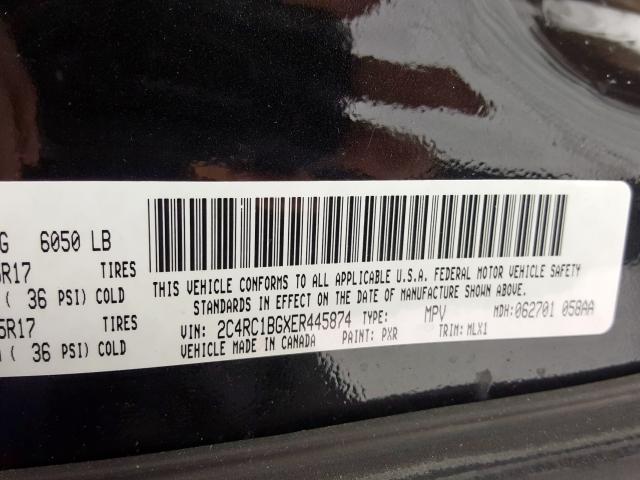 G 6050 LB
5R17 TIRES
( 36 PSI) COLD
5R17 TIRES
( 36 PSI) COLD
THIS VEHICLE CONFORMS TO ALL APPLICABLE U.S.A. FEDERAL MOTOR VEHICLE SAFETY
STANDARDS IN EFFECT ON THE DATE OF MANUFACTURE SHOWN ABOVE.
VIN: 2C4RC1BGXER445874 TYPE: MPV MDH: 062701 058AA
VEHICLE MADE IN CANADA PAINT: PXR TRIM: MLX1